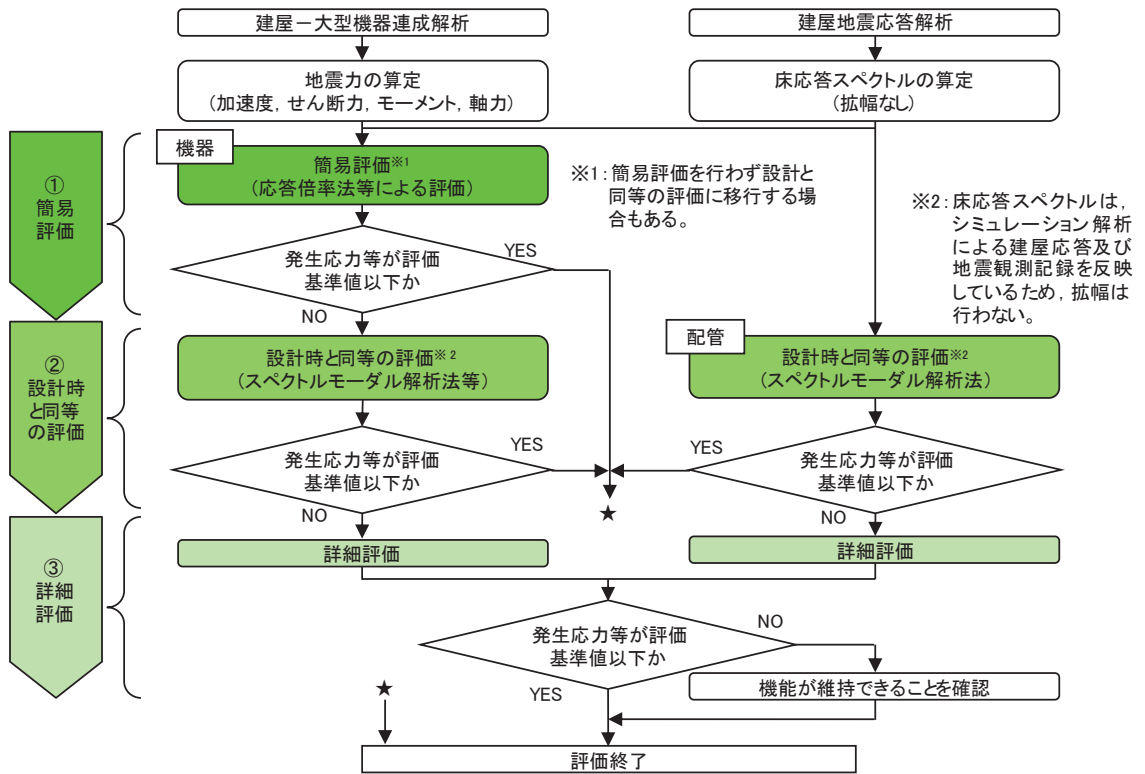 建屋－大型機器連成解析
建屋地震応答解析
地震力の算定
（加速度，せん断力，モーメント，軸力）
床応答スペクトルの算定
（拡幅なし）
①
簡易
評価
機器
簡易評価※1
（応答倍率法等による評価）
※1：簡易評価を行わず設計と
同等の評価に移行する場
合もある。
※2：床応答スペクトルは，
シミュレーション解析
による建屋応答及び
地震観測記録を反映
しているため，拡幅は
行わない。
発生応力等が評価
基準値以下か
YES
NO
②
設計時
と同等
の評価
設計時と同等の評価※2
（スペクトルモーダル解析法等）
配管
設計時と同等の評価※2
（スペクトルモーダル解析法）
発生応力等が評価
基準値以下か
YES
NO
★
発生応力等が評価
基準値以下か
YES
NO
③
詳細
評価
詳細評価
詳細評価
発生応力等が評価
基準値以下か
NO
YES
機能が維持できることを確認
★
評価終了